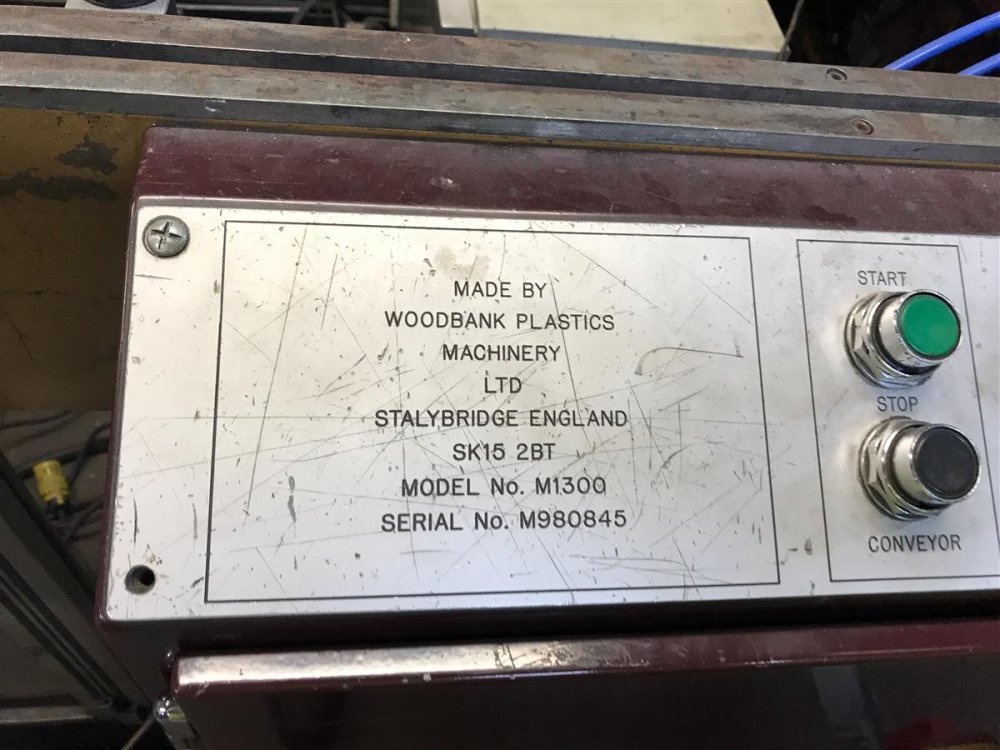 MADE BY
WOODBANK PLASTICS
MACHINERY
LTD
STALYBRIDGE ENGLAND
SK15 2BT
MODEL No. M1300
SERIAL No. M980845
START
STOP
CONVEYOR